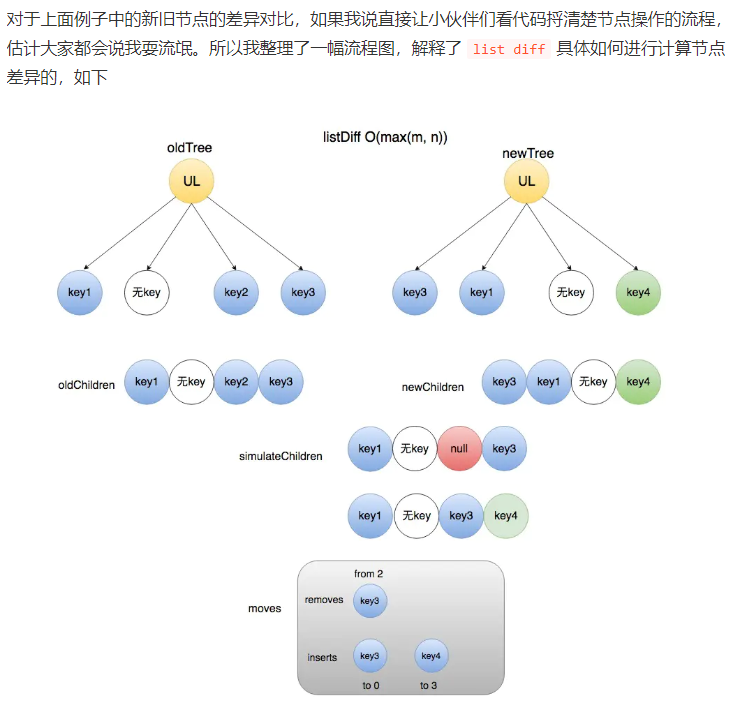 对于上面例子中的新旧节点的差异对比，如果我说直接让小伙伴们看代码捋清楚节点操作的流程，
估计大家都会说我耍流氓。所以我整理了一幅流程图，解释了 list diff 具体如何进行计算节点
差异的，如下
listDiff O(max(m, n))
oldTree
newTree
UL
UL
key1 无key key2 key3
key3 key1 无key key4
oldChildren key1 无key key2 key3
newChildren key3 key1 无key key4
simulateChildren key1 无key null key3
key1 无key key3 key4
from 2
moves
removes key3
inserts key3 key4
to 0 to 3